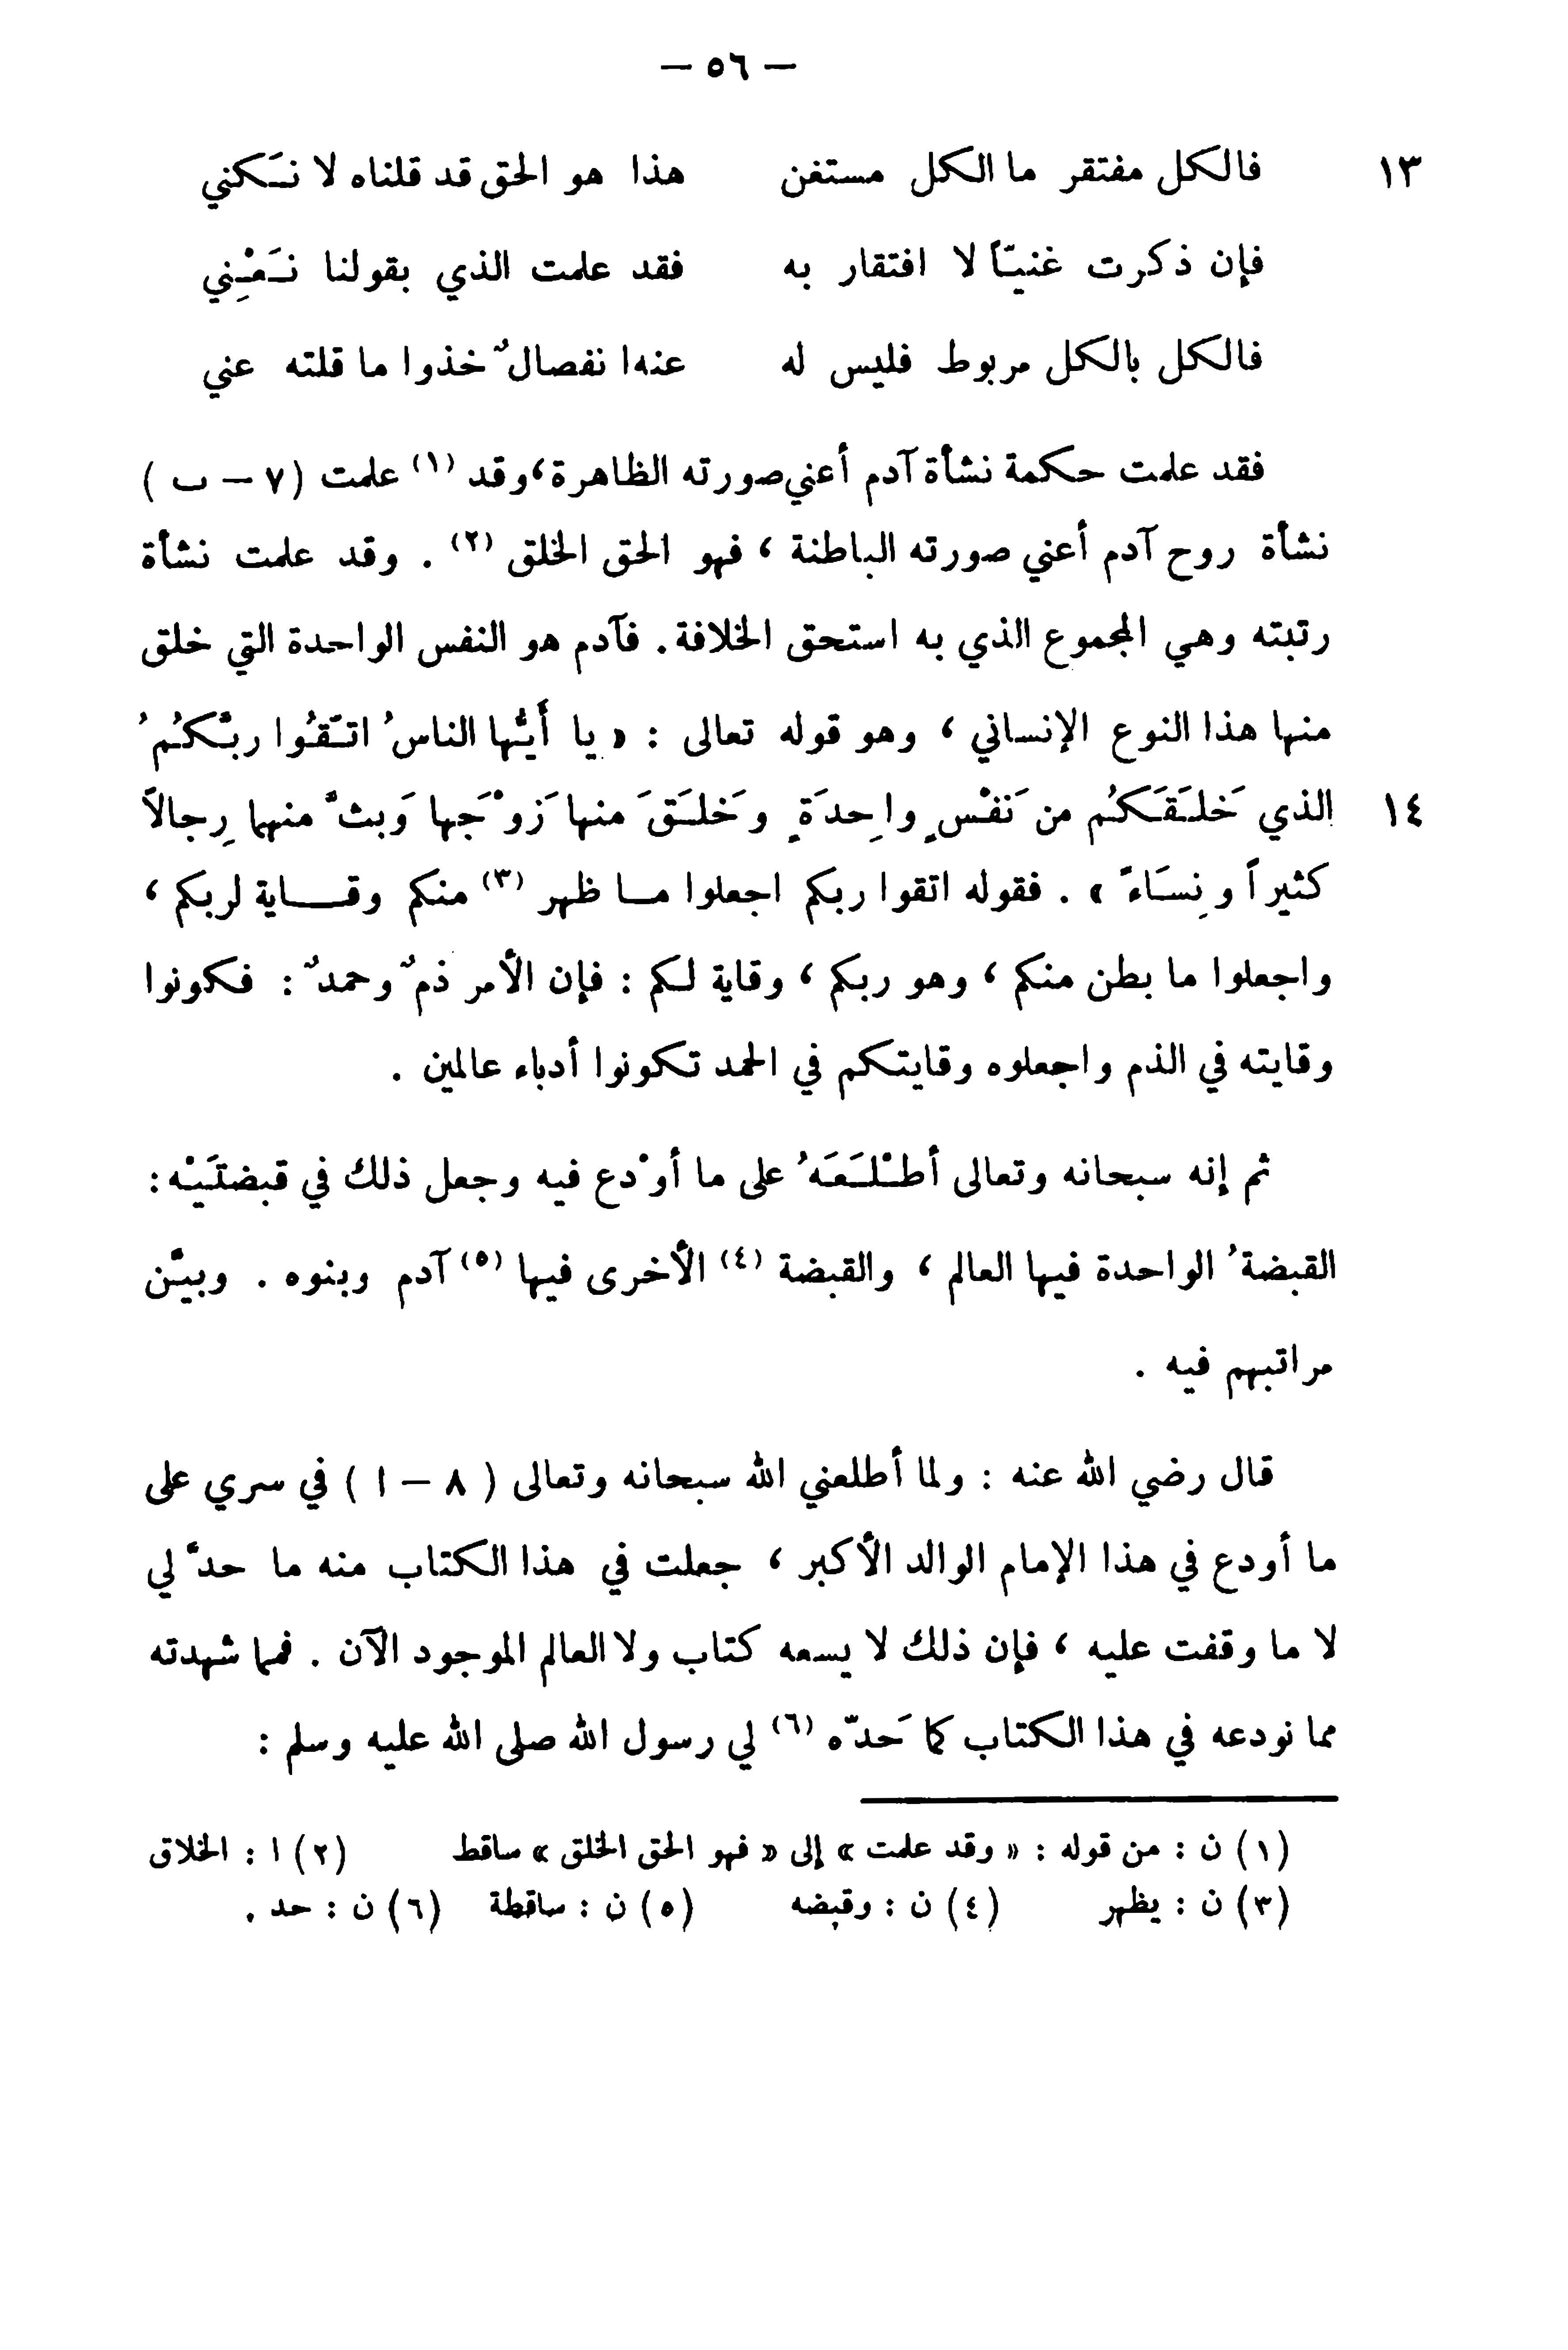 — ٥٦ —
١٣ فالكل مفتقر ما الكل مستغن هذا هو الحق قد قلناه لا نَكني
فإن ذكرت غنيّاً لا افتقار به فقد علمت الذي بقولنا نَعْنِي
فالكل بالكل مربوط فليس له عنه انفصالٌ خذوا ما قلته عني
فقد علمت حكمة نشأة آدم أعني صورته الظاهرة، وقد (١) علمت (٧ – ب )
نشأة روح آدم أعني صورته الباطنة ، فهو الحق الخلق (٢) . وقد علمت نشأة
رتبته وهي المجموع الذي به استحق الخلافة . فآدم هو النفس الواحدة التي خلق
منها هذا النوع الإنساني ، وهو قوله تعالى : « يا أَيُّها الناسُ اتَّقُوا ربَّكُمُ
١٤ الذي خَلَقَكُم من نَفْسٍ واحِدَةٍ وخَلَقَ منها زَوْجَها وَبثَّ منهما رِجالاً
كثيراً ونِسَاءً » . فقوله اتقوا ربكم اجعلوا مـا ظهر (٣) منكم وقـــاية لربكم ،
واجعلوا ما بطن منكم ، وهو ربكم ، وقاية لكم : فإن الأمر ذمٌ وحمدٌ : فكونوا
وقايته في الذم واجعلوه وقايتكم في الحمد تكونوا أدباء عالمين .
ثم إنه سبحانه وتعالى أطْلَعَهُ على ما أوْدع فيه وجعل ذلك في قبضتَيْه :
القبضةُ الواحدة فيها العالم ، والقبضة (٤) الأخرى فيها (٥) آدم وبنوه . وبيَّن
مراتبهم فيه .
قال رضي الله عنه : ولما أطلعني الله سبحانه وتعالى ( ٨ – ا ) في سري على
ما أودع في هذا الإمام الوالد الأكبر ، جعلت في هذا الكتاب منه ما حدَّ لي
لا ما وقفت عليه ، فإن ذلك لا يسعه كتاب ولا العالم الموجود الآن . فمما شهدته
مما نودعه في هذا الكتاب كما حَدّه (٦) لي رسول الله صلى الله عليه وسلم :
(١) ن : من قوله : « وقد علمت » إلى « فهو الحق الخلق » ساقط (٢) ا : الخلاق
(٣) ن : يظهر (٤) ن : وقبضه (٥) ن : ساقطة (٦) ن : حد .